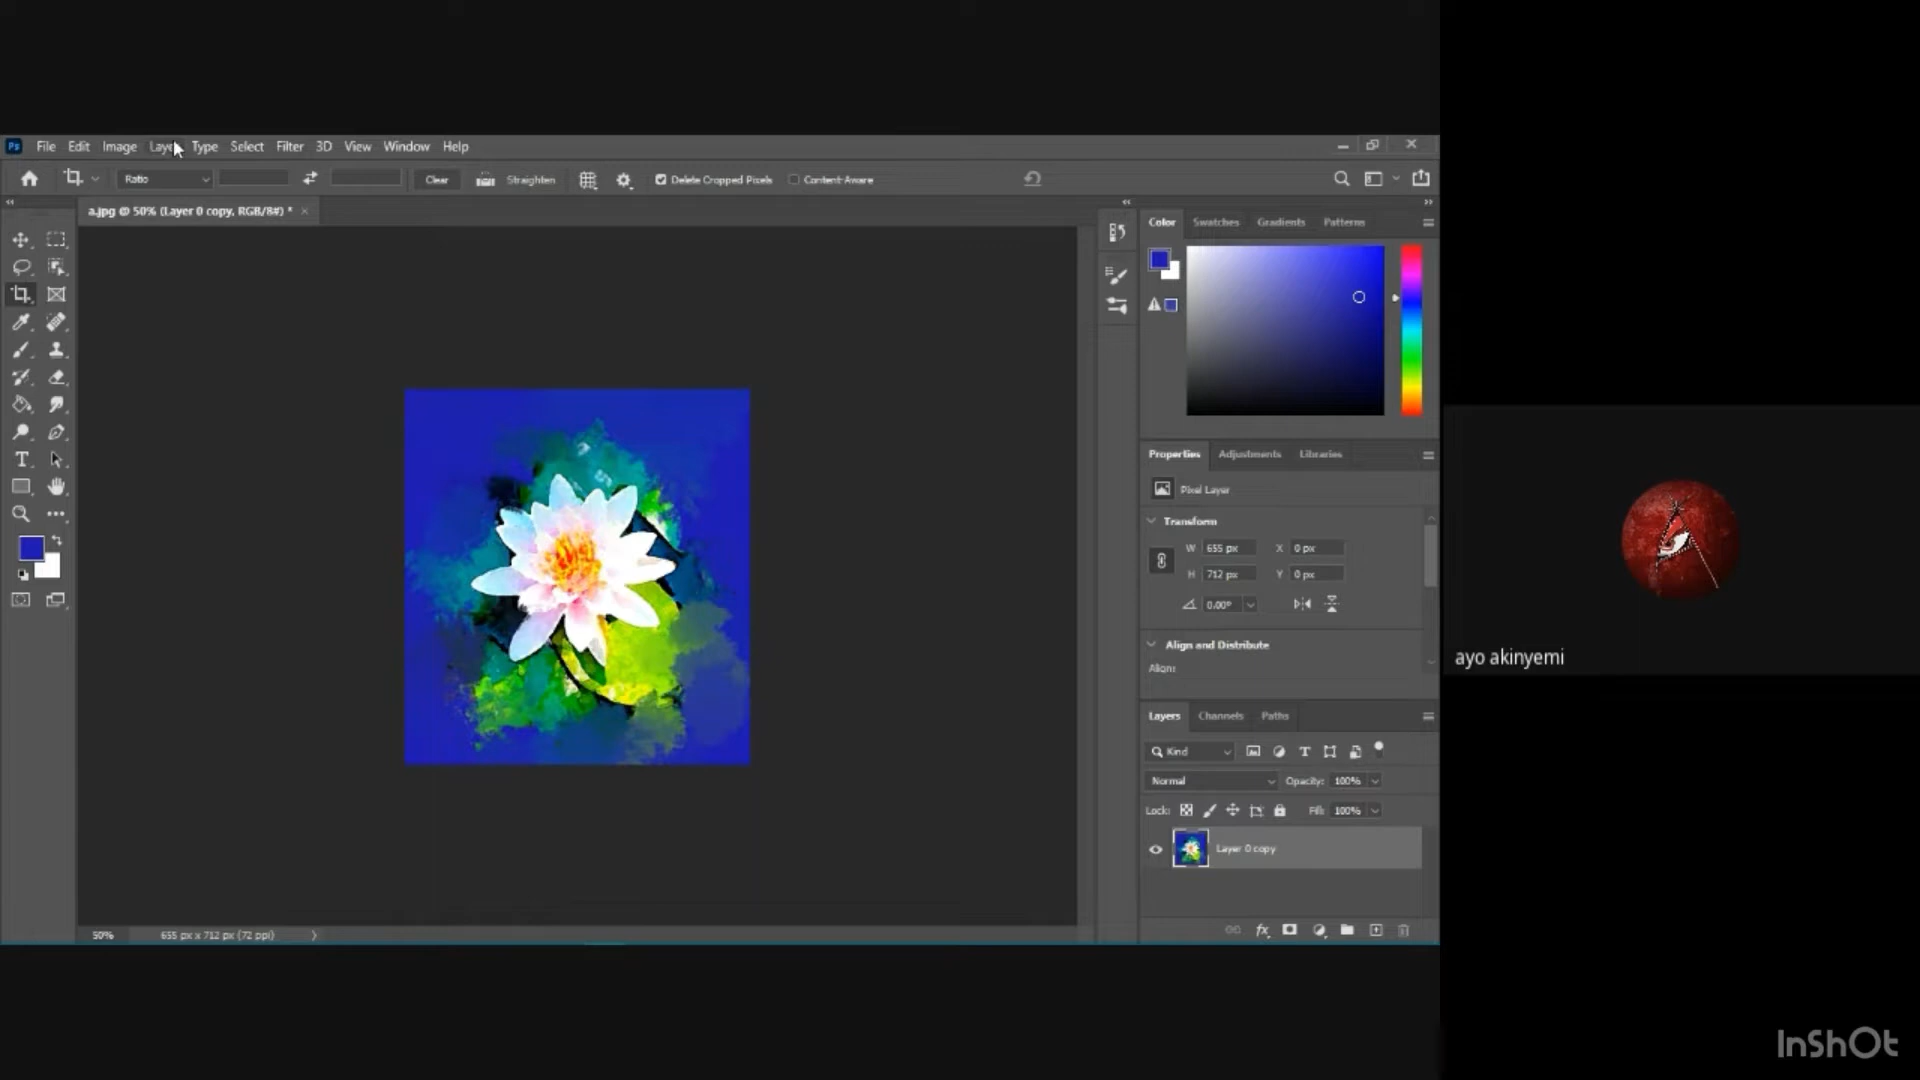 Ps File Edit Image Layer Type Select Filter 3D View Window Help
Ratio Clear Straighten Delete Cropped Pixels Content-Aware
a.jpg @ 50% (Layer 0 copy, RGB/8#) *
Color Swatches Gradients Patterns
Properties Adjustments Libraries
Pixel Layer
Transform
W 655 px X 0 px
H 712 px Y 0 px
0.00°
Align and Distribute
Align:
ayo akinyemi
Layers Channels Paths
Kind
Normal Opacity: 100%
Lock: Fill: 100%
Layer 0 copy
50% 655 px x 712 px (72 ppi)
InShOt